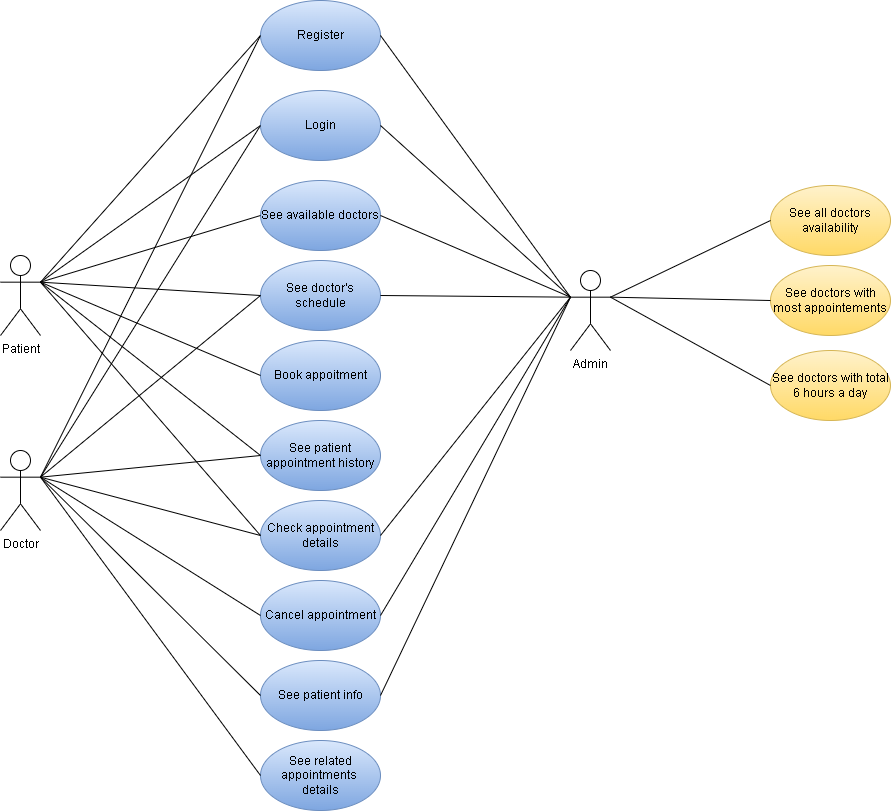 Register
Login
See available doctors
See doctor's
schedule
Book appoitment
See patient
appointment history
Check appointment
details
Cancel appointment
See patient info
See related
appointments
details
Patient
Doctor
Admin
See all doctors
availability
See doctors with
most appointements
See doctors with total
6 hours a day